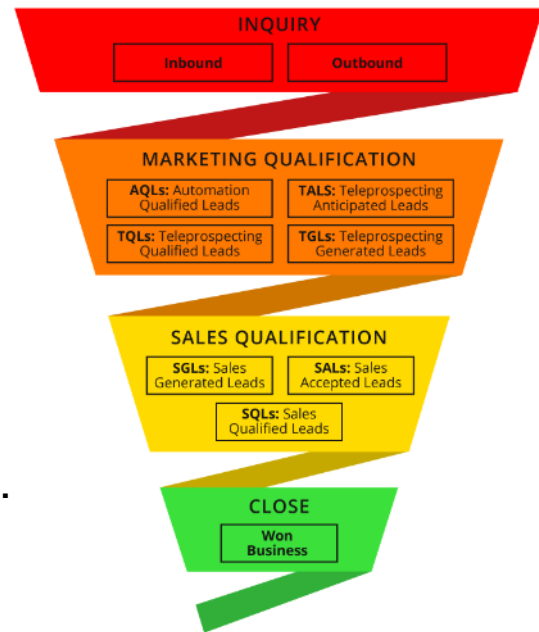 INQUIRY
Inbound
Outbound
MARKETING QUALIFICATION
AQLs: Automation
Qualified Leads
TALS: Teleprospecting
Anticipated Leads
TQLs: Teleprospecting
Qualified Leads
TGLs: Teleprospecting
Generated Leads
SALES QUALIFICATION
SGLs: Sales
Generated Leads
SALs: Sales
Accepted Leads
SQLs: Sales
Qualified Leads
.
CLOSE
Won
Business